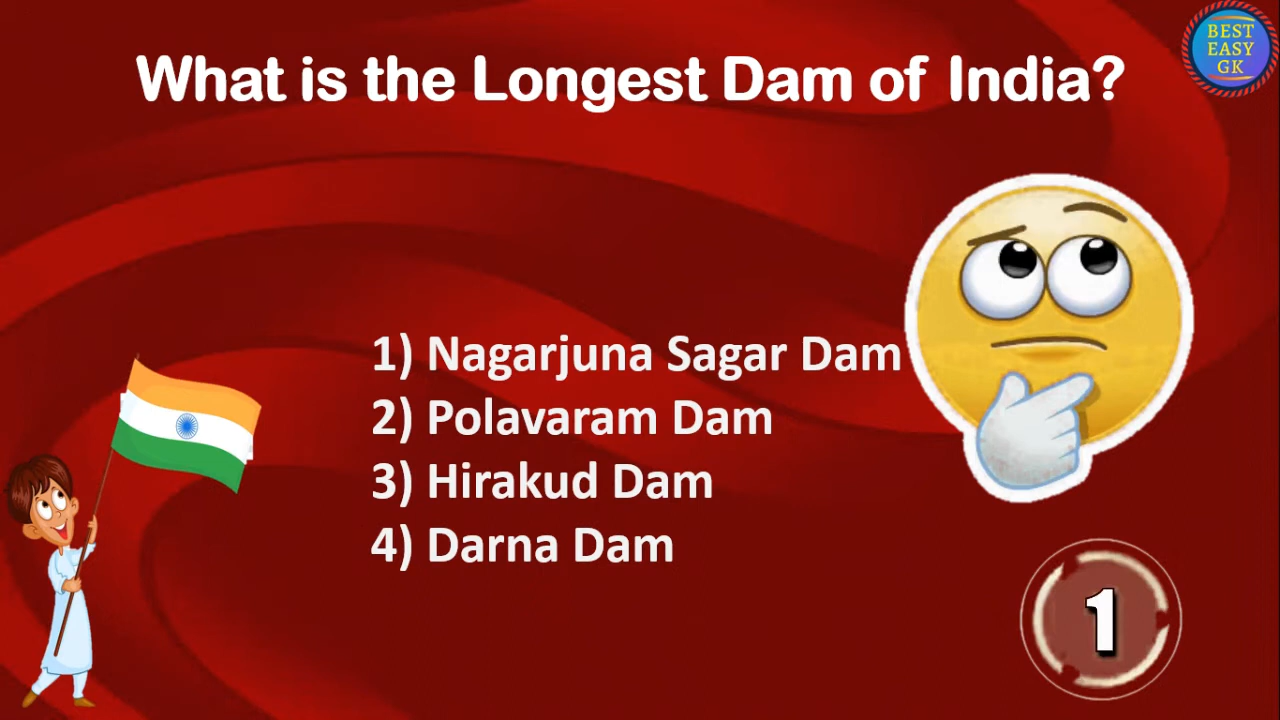 BEST
EASY
GK
What is the Longest Dam of India?
1) Nagarjuna Sagar Dam
2) Polavaram Dam
3) Hirakud Dam
4) Darna Dam
1